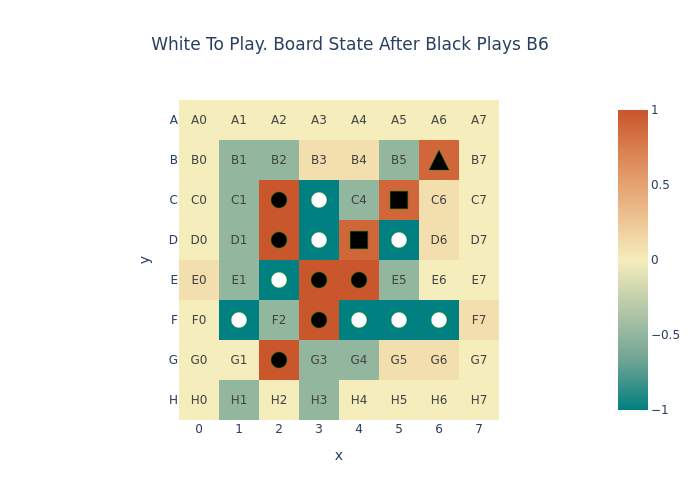 White To Play. Board State After Black Plays B6
A A0 A1 A2 A3 A4 A5 A6 A7
B B0 B1 B2 B3 B4 B5 B7
C C0 C1 C4 C6 C7
D D0 D1 D6 D7
E E0 E1 E5 E6 E7
F F0 F2 F7
G G0 G1 G3 G4 G5 G6 G7
H H0 H1 H2 H3 H4 H5 H6 H7
0 1 2 3 4 5 6 7
x
y
1
0.5
0
−0.5
−1